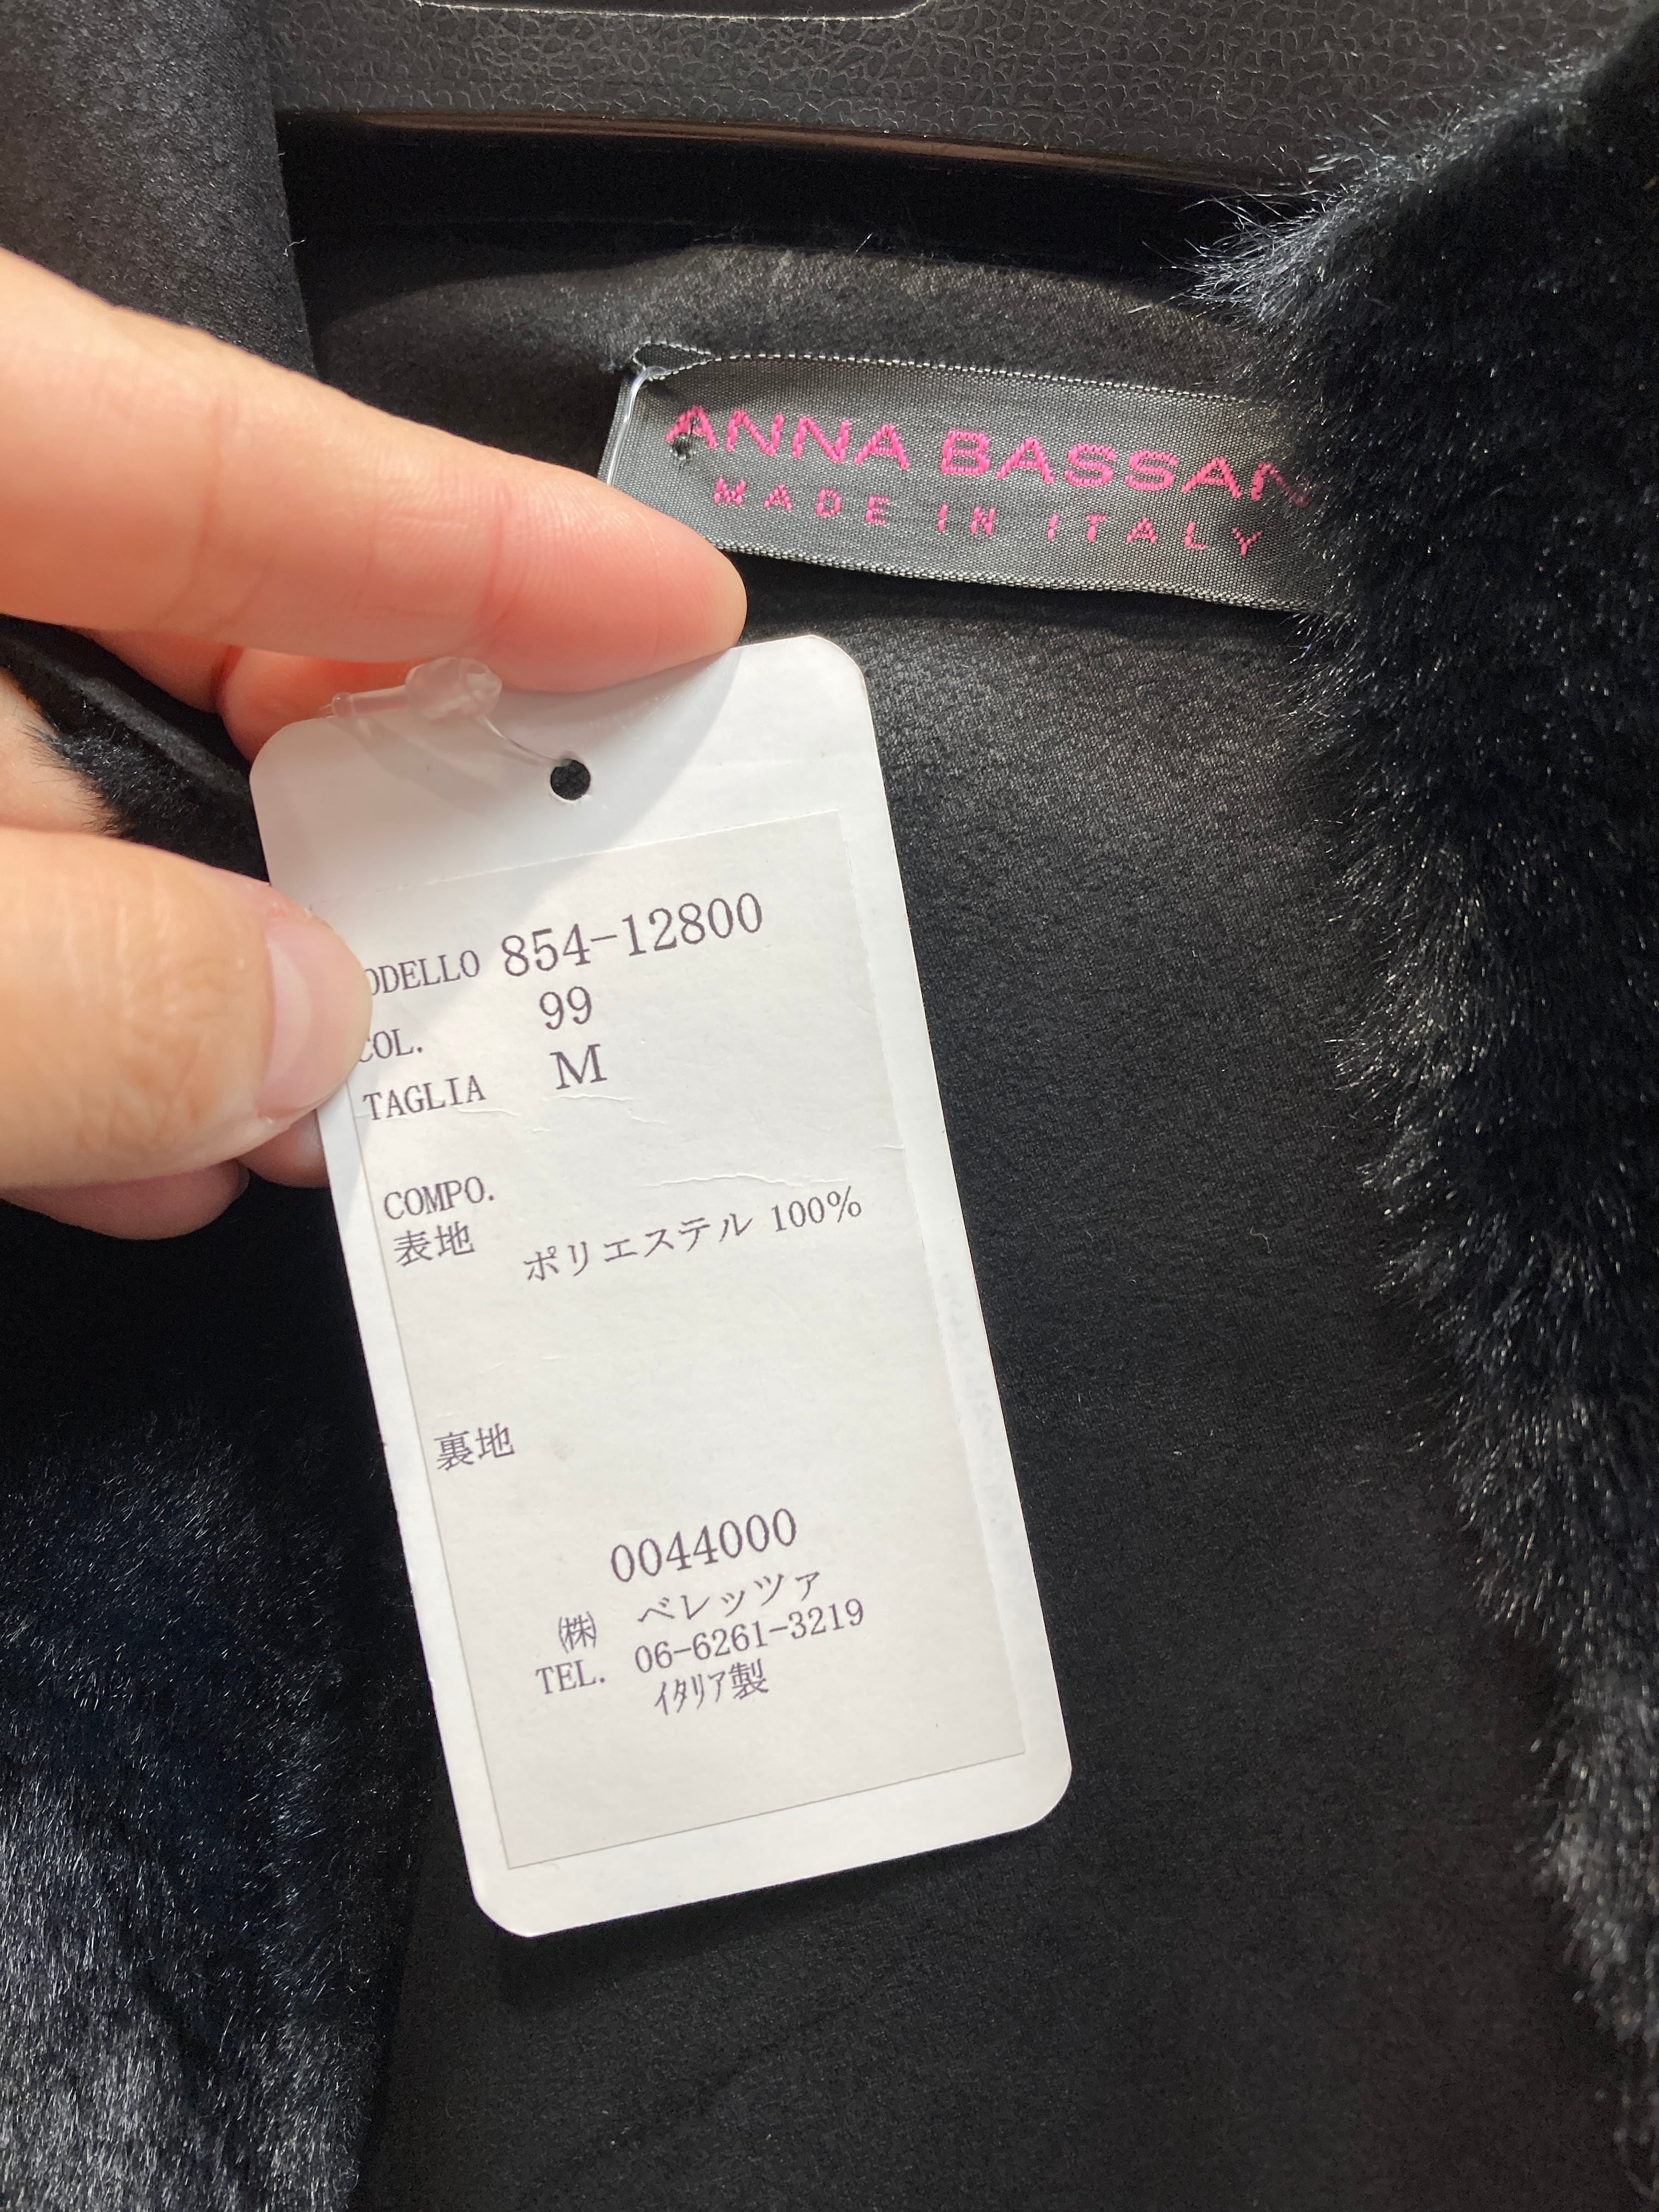 ANNA BASSAN
MADE IN ITALY
ODELLO 854-12800
COL. 99
TAGLIA M
COMPO.
表地 ポリエステル 100%
裏地
0044000
㈱ ベレッツァ
TEL. 06-6261-3219
ｲﾀﾘｱ製